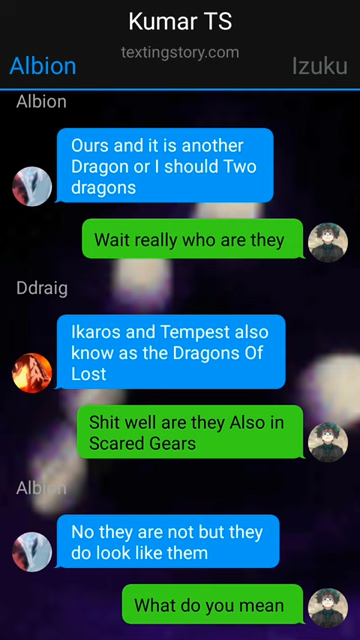 Kumar TS
textingstory.com
Albion
Izuku
Albion
Ours and it is another
Dragon or I should Two
dragons
Wait really who are they
Ddraig
Ikaros and Tempest also
know as the Dragons Of
Lost
Shit well are they Also in
Scared Gears
Albion
No they are not but they
do look like them
What do you mean